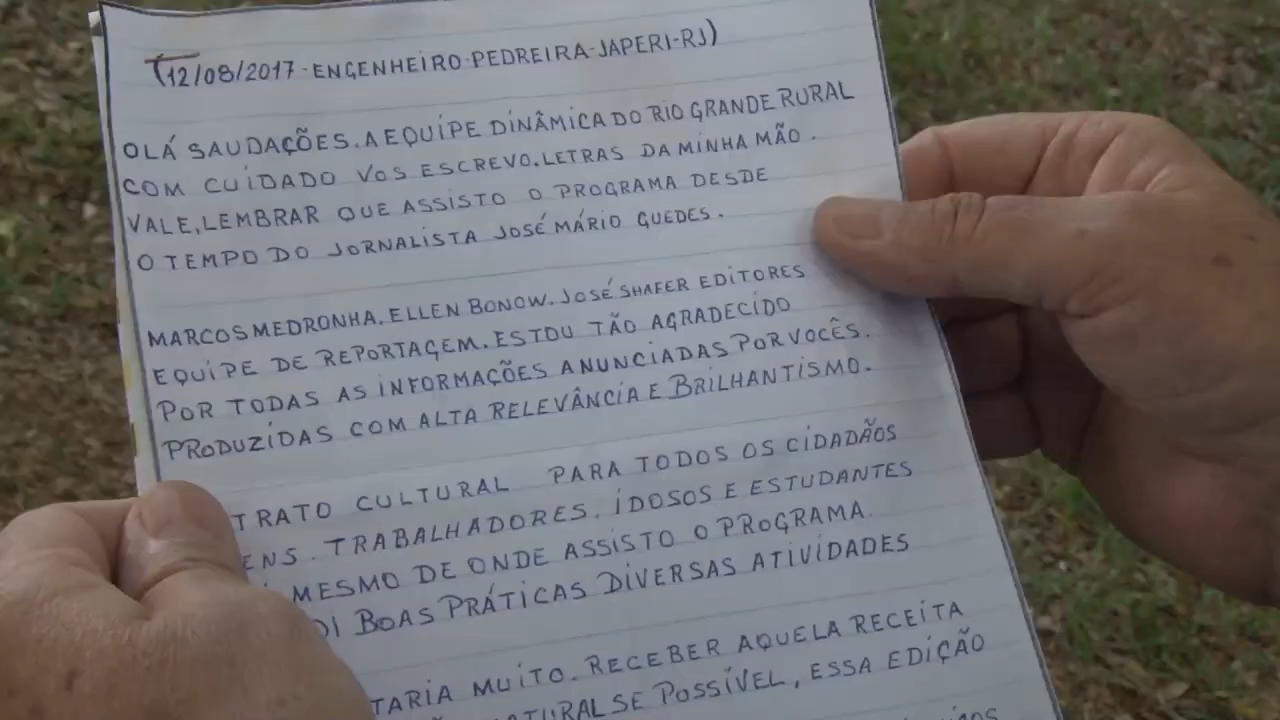 (12/08/2017-ENGENHEIRO-PEDREIRA-JAPERI-RJ)
OLÁ SAUDAÇÕES. A EQUIPE DINÂMICA DO RIO GRANDE RURAL
COM CUIDADO VOS ESCREVO. LETRAS DA MINHA MÃO.
VALE, LEMBRAR QUE ASSISTO O PROGRAMA DESDE
O TEMPO DO JORNALISTA JOSÉ MÁRIO GUEDES.
MARCOS MEDRONHA. ELLEN BONOW. JOSÉ SHAFER EDITORES
EQUIPE DE REPORTAGEM. ESTOU TÃO AGRADECIDO
POR TODAS AS INFORMAÇÕES ANUNCIADAS POR VOCÊS.
PRODUZIDAS COM ALTA RELEVÂNCIA E BRILHANTISMO.
TRATO CULTURAL PARA TODOS OS CIDADÃOS
ENS. TRABALHADORES. IDOSOS E ESTUDANTES
MESMO DE ONDE ASSISTO O PROGRAMA.
BOAS PRÁTICAS DIVERSAS ATIVIDADES
TARIA MUITO. RECEBER AQUELA RECEITA
TURAL SE POSSÍVEL, ESSA EDIÇÃO